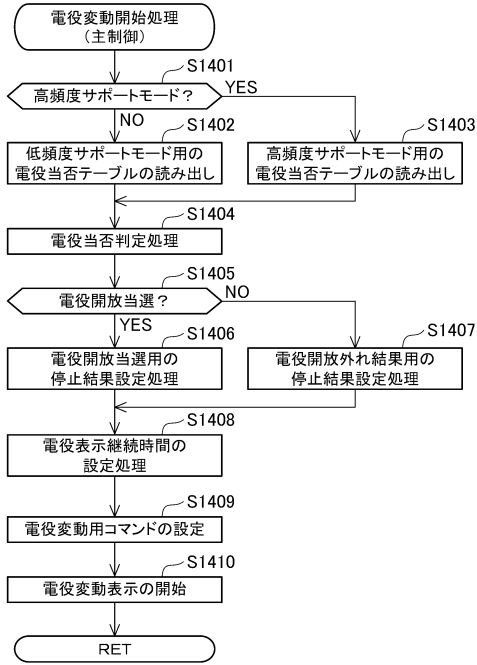 電役変動開始処理
（主制御）
S1401
高頻度サポートモード？
YES
NO
S1402
低頻度サポートモード用の
電役当否テーブルの読み出し
S1403
高頻度サポートモード用の
電役当否テーブルの読み出し
S1404
電役当否判定処理
S1405
電役開放当選？
NO
YES
S1406
電役開放当選用の
停止結果設定処理
S1407
電役開放外れ結果用の
停止結果設定処理
S1408
電役表示継続時間の
設定処理
S1409
電役変動用コマンドの設定
S1410
電役変動表示の開始
RET